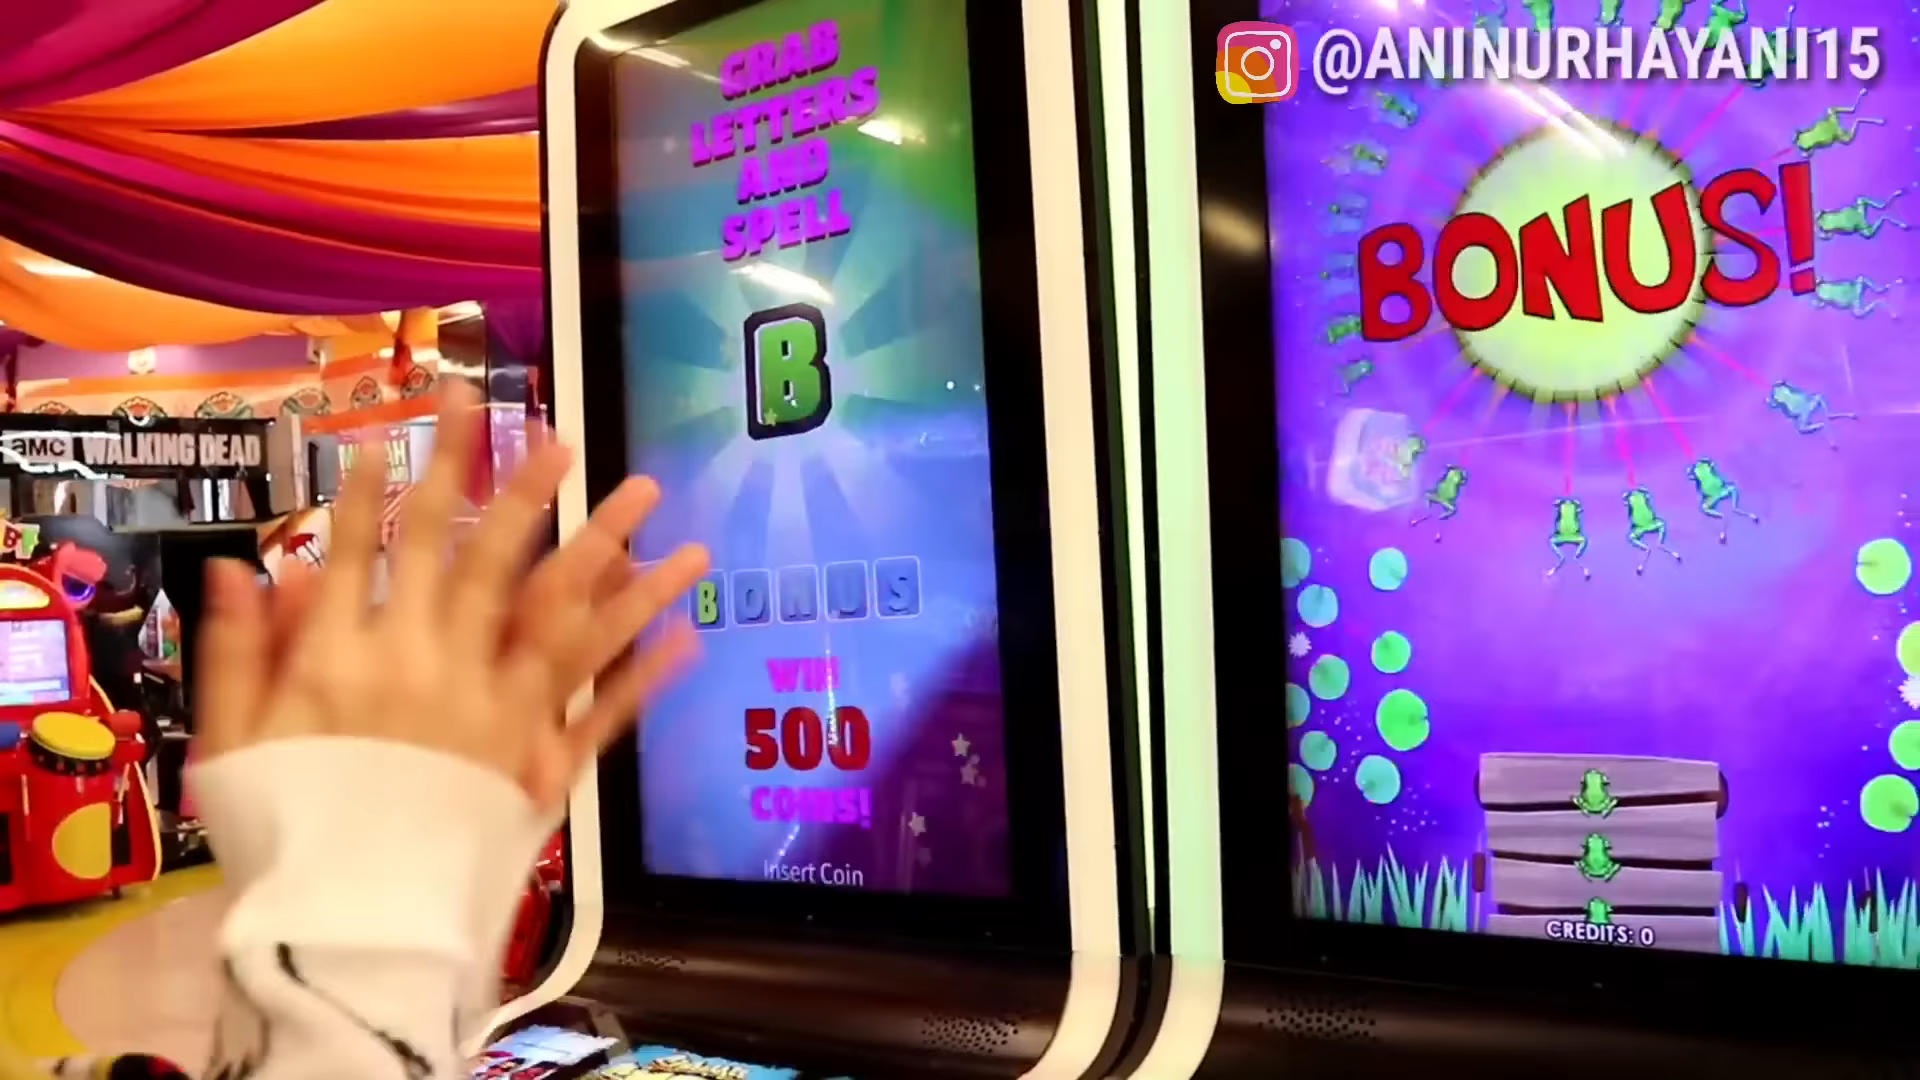 @ANINURHAYANI15
GRAB
LETTERS
AND
SPELL
B
BONUS
WIN
500
COINS!
Insert Coin
BONUS!
CREDITS: 0
aMC WALKING DEAD